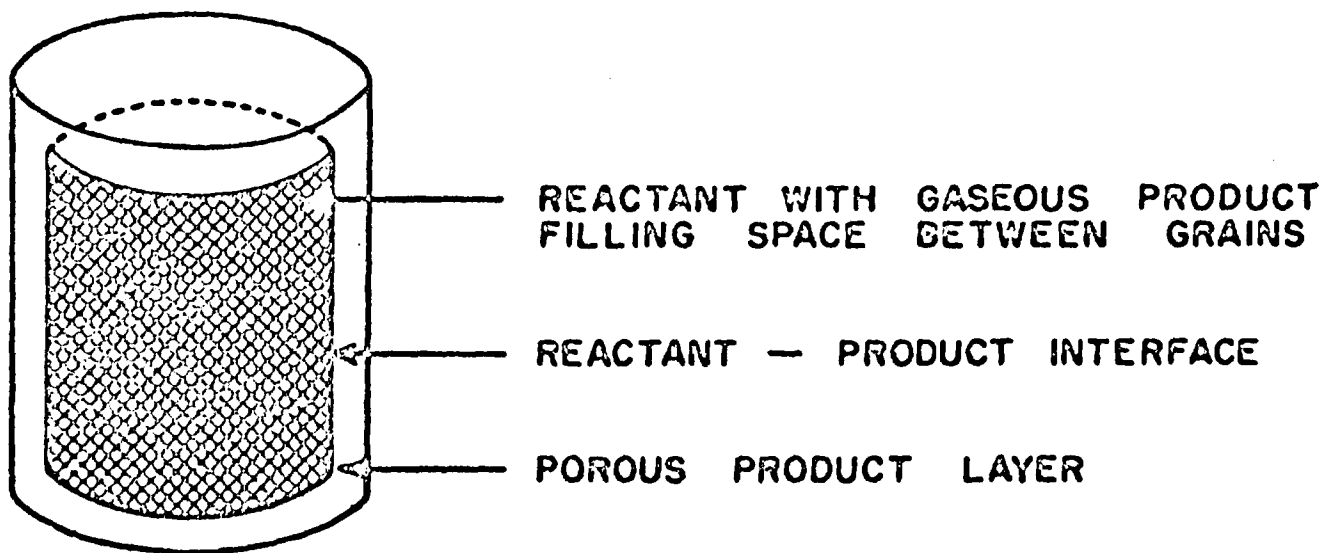 REACTANT WITH GASEOUS PRODUCT
FILLING SPACE BETWEEN GRAINS
REACTANT — PRODUCT INTERFACE
POROUS PRODUCT LAYER